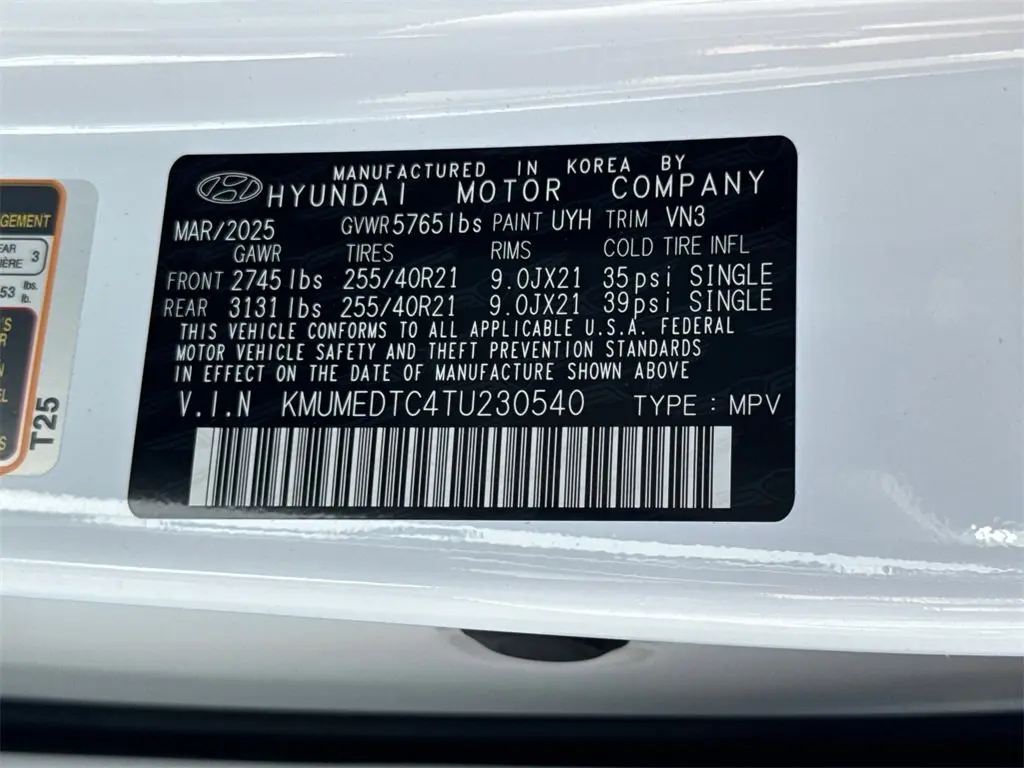 MANUFACTURED IN KOREA BY
HYUNDAI MOTOR COMPANY
MAR/2025 GVWR 5765 lbs PAINT UYH TRIM VN3
GAWR TIRES RIMS COLD TIRE INFL
FRONT 2745 lbs 255/40R21 9.0JX21 35psi SINGLE
REAR 3131 lbs 255/40R21 9.0JX21 39psi SINGLE
THIS VEHICLE CONFORMS TO ALL APPLICABLE U.S.A. FEDERAL
MOTOR VEHICLE SAFETY AND THEFT PREVENTION STANDARDS
IN EFFECT ON THE DATE OF MANUFACTURE SHOWN ABOVE
V.I.N KMUMEDTC4TU230540 TYPE : MPV
3
53 lbs.
lb.
T25